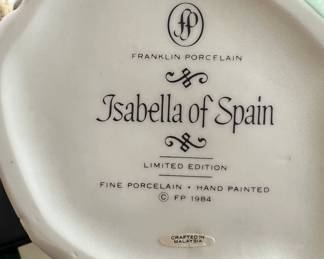 fp
FRANKLIN PORCELAIN
Isabella of Spain
LIMITED EDITION
FINE PORCELAIN • HAND PAINTED
© FP 1984
CRAFTED IN
MALAYSIA